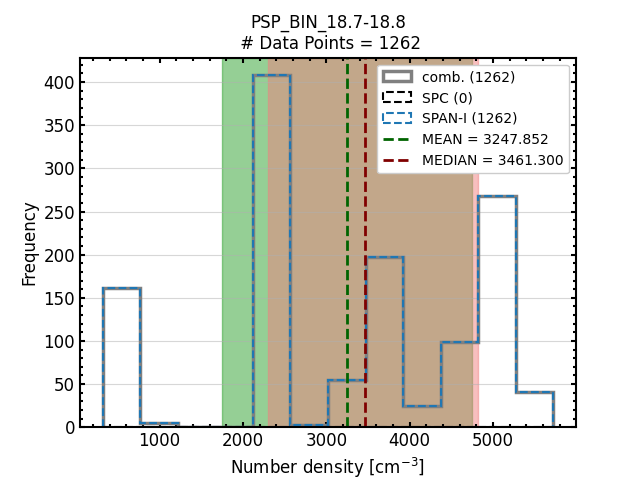 PSP_BIN_18.7-18.8
# Data Points = 1262
comb. (1262)
SPC (0)
SPAN-I (1262)
MEAN = 3247.852
MEDIAN = 3461.300
400
350
300
250
200
150
100
50
0
Frequency
1000
2000
3000
4000
5000
Number density [cm⁻³]